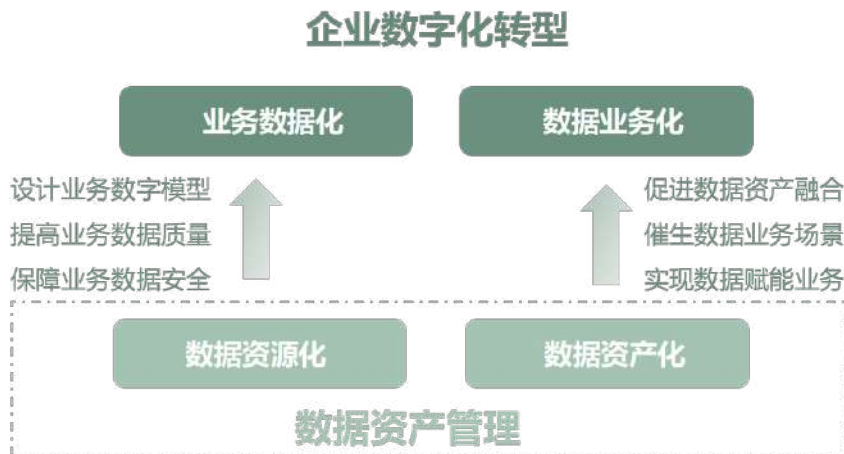 企业数字化转型
业务数据化
数据业务化
设计业务数字模型
提高业务数据质量
保障业务数据安全
促进数据资产融合
催生数据业务场景
实现数据赋能业务
数据资源化
数据资产化
数据资产管理